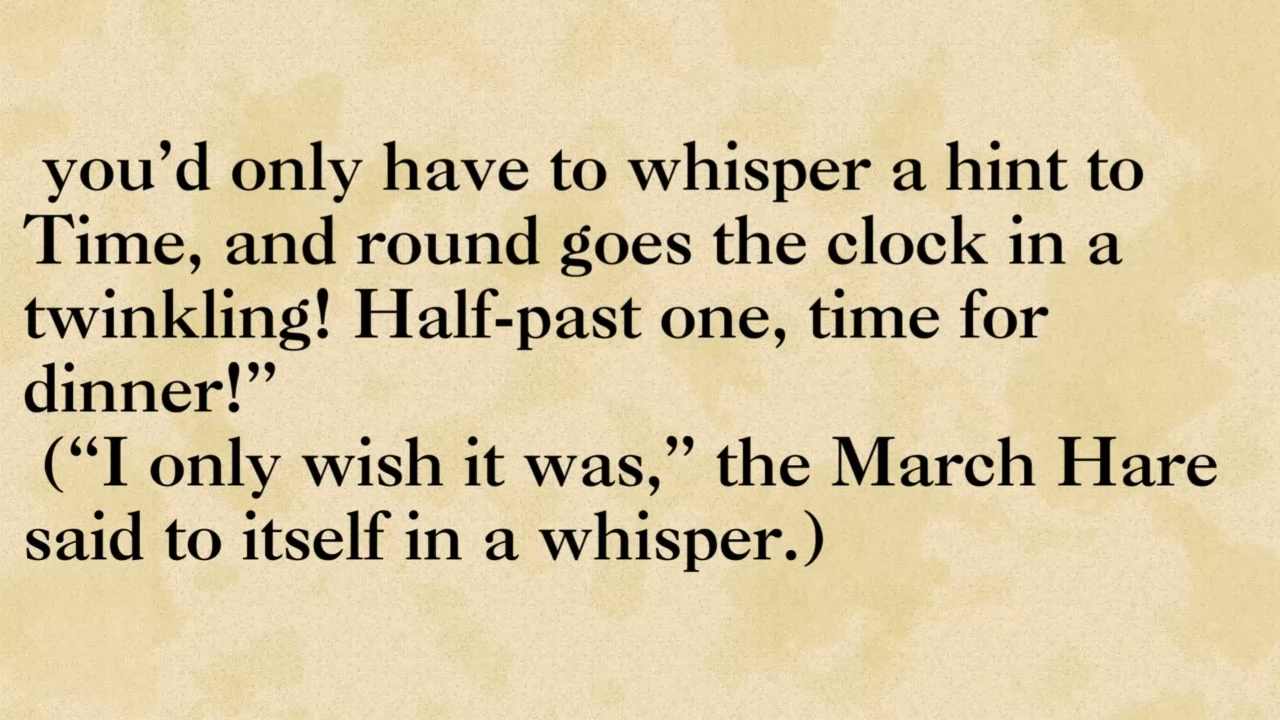 you’d only have to whisper a hint to
Time, and round goes the clock in a
twinkling! Half-past one, time for
dinner!”
(“I only wish it was,” the March Hare
said to itself in a whisper.)